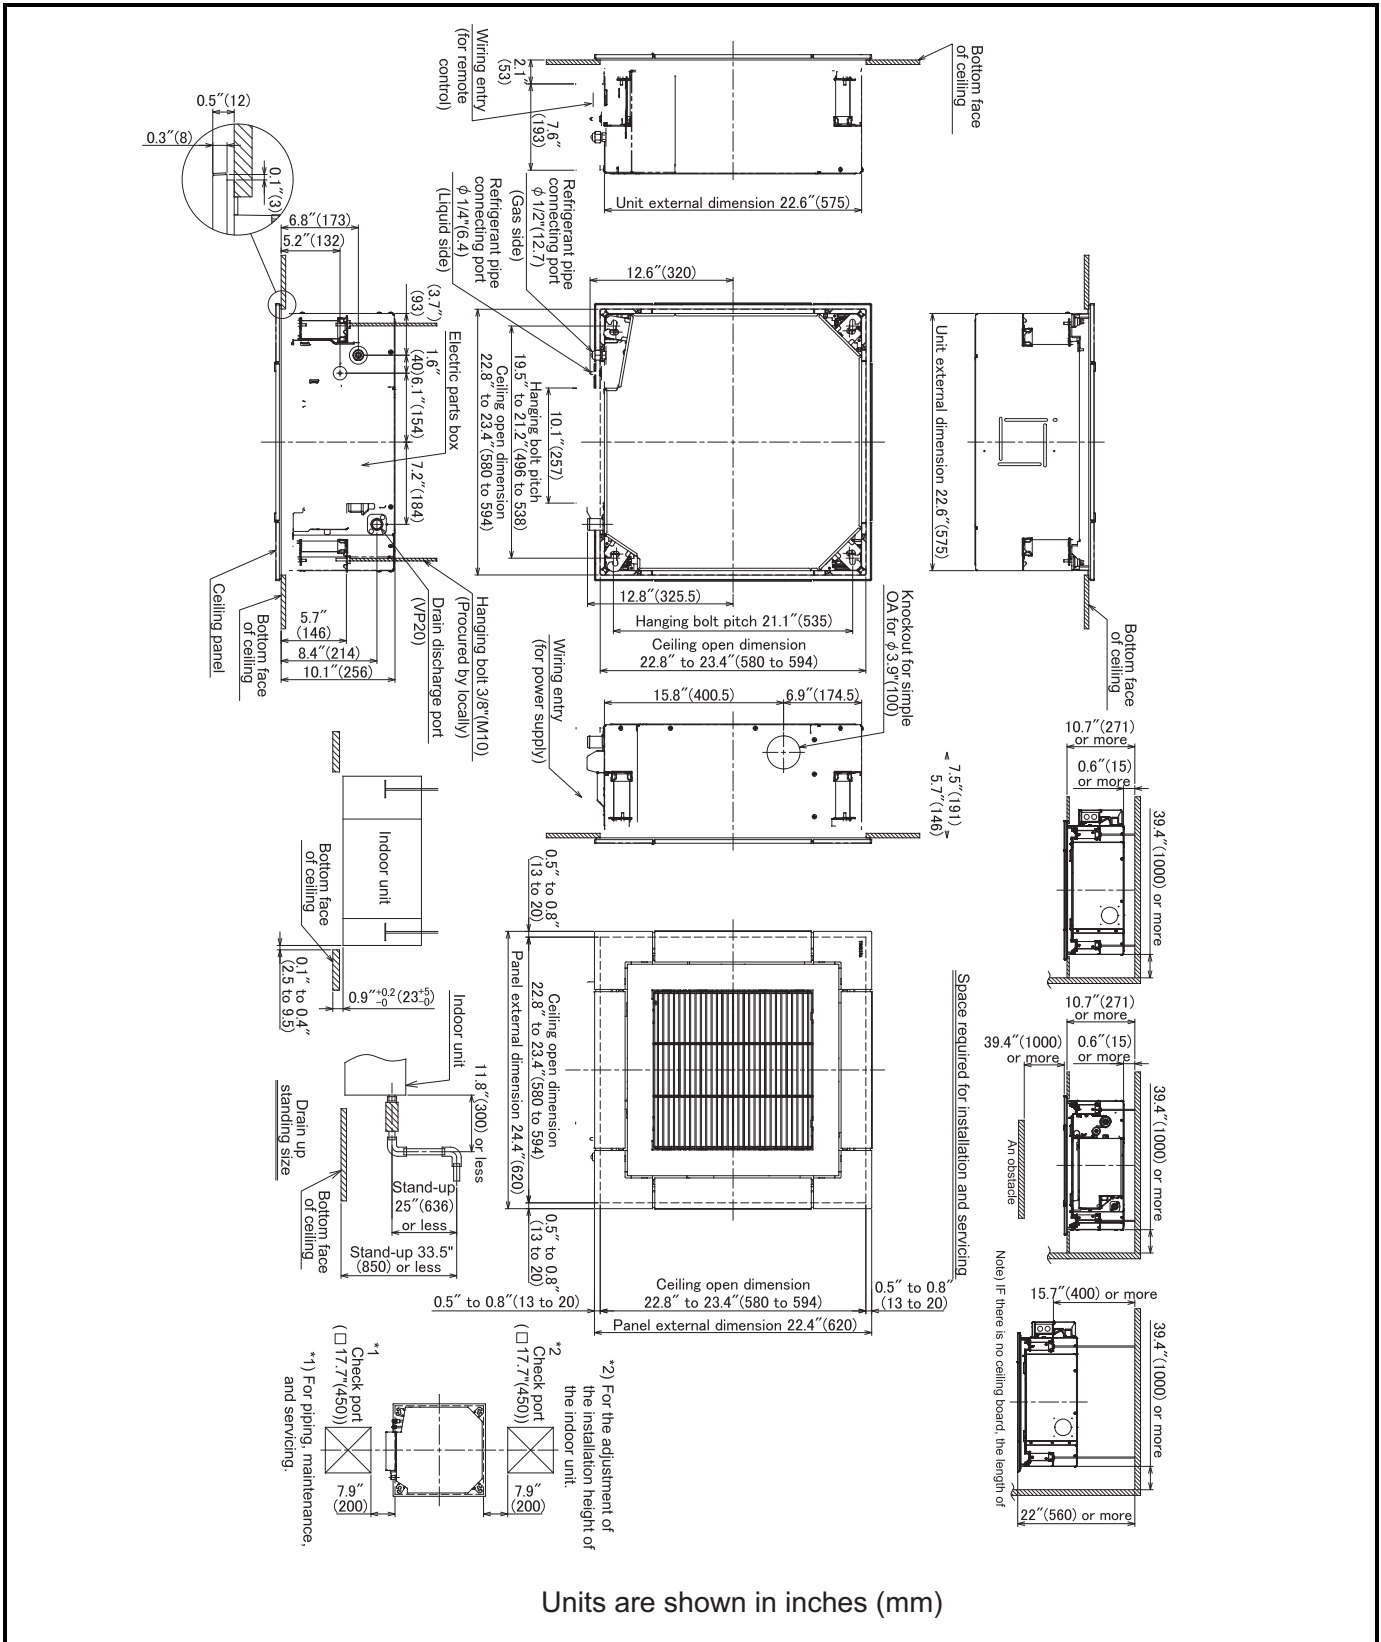 Wiring entry
(for remote
control)
2.1"
(53)
7.6"
(193)
Bottom face
of ceiling
Unit external dimension 22.6"(575)
0.5"(12)
0.3"(8)
0.1"(3)
6.8"(173)
5.2"(132)
(3.7")
(93)
1.6"
(40)
6.1"(154)
7.2"(184)
Electric parts box
Refrigerant pipe
connecting port
ϕ 1/2"(12.7)
(Gas side)
Refrigerant pipe
connecting port
ϕ 1/4"(6.4)
(Liquid side)
12.6"(320)
Hanging bolt pitch
19.5" to 21.2"(496 to 538)
Ceiling open dimension
22.8" to 23.4"(580 to 594)
10.1"(257)
Unit external dimension 22.6"(575)
Bottom face
of ceiling
Ceiling panel
Bottom face
of ceiling
5.7"
(146)
8.4"(214)
10.1"(256)
Hanging bolt 3/8"(M10)
(Procured by locally)
Drain discharge port
(VP20)
12.8"(325.5)
Hanging bolt pitch 21.1"(535)
Ceiling open dimension
22.8" to 23.4"(580 to 594)
Wiring entry
(for power supply)
Knockout for simple
OA for ϕ3.9"(100)
15.8"(400.5)
6.9"(174.5)
7.5"(191)
5.7"(146)
10.7"(271)
or more
0.6"(15)
or more
39.4"(1000) or more
Indoor unit
Bottom face
of ceiling
0.1" to 0.4"
(2.5 to 9.5)
0.9"+0.2-0 (23+5-0)
0.5" to 0.8"
(13 to 20)
Ceiling open dimension
22.8" to 23.4"(580 to 594)
Panel external dimension 24.4"(620)
0.5" to 0.8"
(13 to 20)
Space required for installation and servicing
10.7"(271)
or more
39.4"(1000)
or more
0.6"(15)
or more
39.4"(1000) or more
An obstacle
Indoor unit
11.8"(300) or less
Drain up
standing size
Bottom face
of ceiling
Stand-up
25"(636)
or less
Stand-up 33.5"
(850) or less
Ceiling open dimension
22.8" to 23.4"(580 to 594)
0.5" to 0.8"
(13 to 20)
0.5" to 0.8"(13 to 20)
Panel external dimension 22.4"(620)
Note) IF there is no ceiling board, the length of
15.7"(400) or more
39.4"(1000) or more
22"(560) or more
*1
Check port
(□17.7"(450))
*2
Check port
(□17.7"(450))
7.9"
(200)
7.9"
(200)
*1) For piping, maintenance,
and servicing.
*2) For the adjustment of
the installation height of
the indoor unit.
Units are shown in inches (mm)